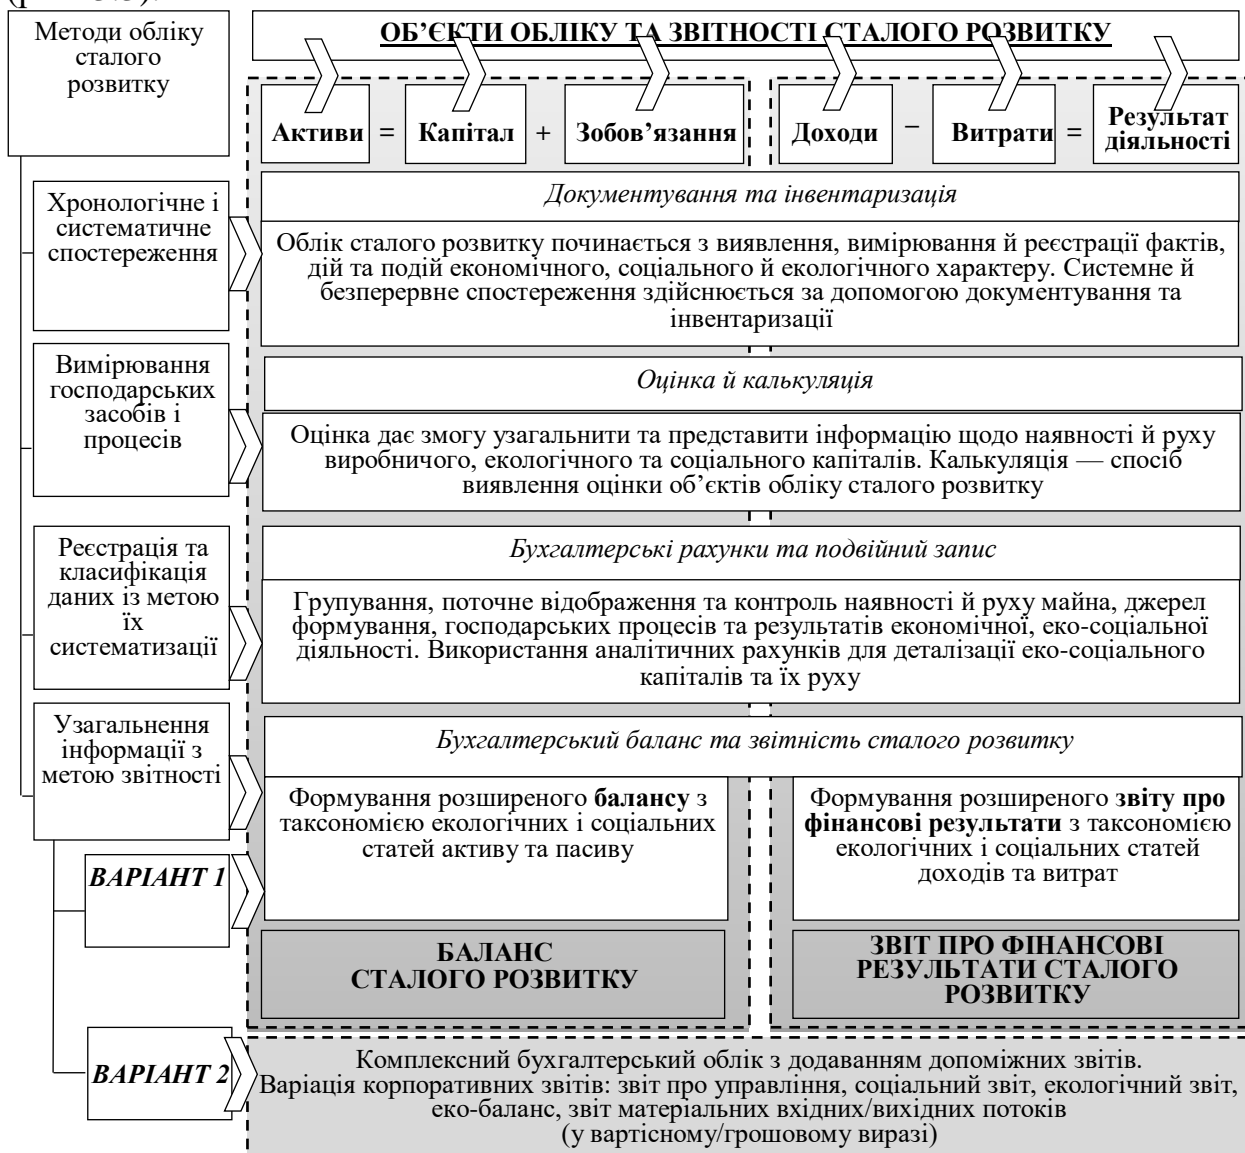 Методи обліку
сталого
розвитку
ОБ’ЄКТИ ОБЛІКУ ТА ЗВІТНОСТІ СТАЛОГО РОЗВИТКУ
Активи = Капітал + Зобов’язання
Доходи − Витрати = Результат
діяльності
Хронологічне і
систематичне
спостереження
Документування та інвентаризація
Облік сталого розвитку починається з виявлення, вимірювання й реєстрації фактів,
дій та подій економічного, соціального й екологічного характеру. Системне й
безперервне спостереження здійснюється за допомогою документування та
інвентаризації
Вимірювання
господарських
засобів і
процесів
Оцінка й калькуляція
Оцінка дає змогу узагальнити та представити інформацію щодо наявності й руху
виробничого, екологічного та соціального капіталів. Калькуляція — спосіб
виявлення оцінки об’єктів обліку сталого розвитку
Реєстрація та
класифікація
даних із метою
їх
систематизації
Бухгалтерські рахунки та подвійний запис
Групування, поточне відображення та контроль наявності й руху майна, джерел
формування, господарських процесів та результатів економічної, еко-соціальної
діяльності. Використання аналітичних рахунків для деталізації еко-соціального
капіталів та їх руху
Узагальнення
інформації з
метою звітності
Бухгалтерський баланс та звітність сталого розвитку
Формування розширеного балансу з
таксономією екологічних і соціальних
статей активу та пасиву
Формування розширеного звіту про
фінансові результати з таксономією
екологічних і соціальних статей
доходів та витрат
ВАРІАНТ 1
БАЛАНС
СТАЛОГО РОЗВИТКУ
ЗВІТ ПРО ФІНАНСОВІ
РЕЗУЛЬТАТИ СТАЛОГО
РОЗВИТКУ
ВАРІАНТ 2
Комплексний бухгалтерський облік з додаванням допоміжних звітів.
Варіація корпоративних звітів: звіт про управління, соціальний звіт, екологічний звіт,
еко-баланс, звіт матеріальних вхідних/вихідних потоків
(у вартісному/грошовому виразі)